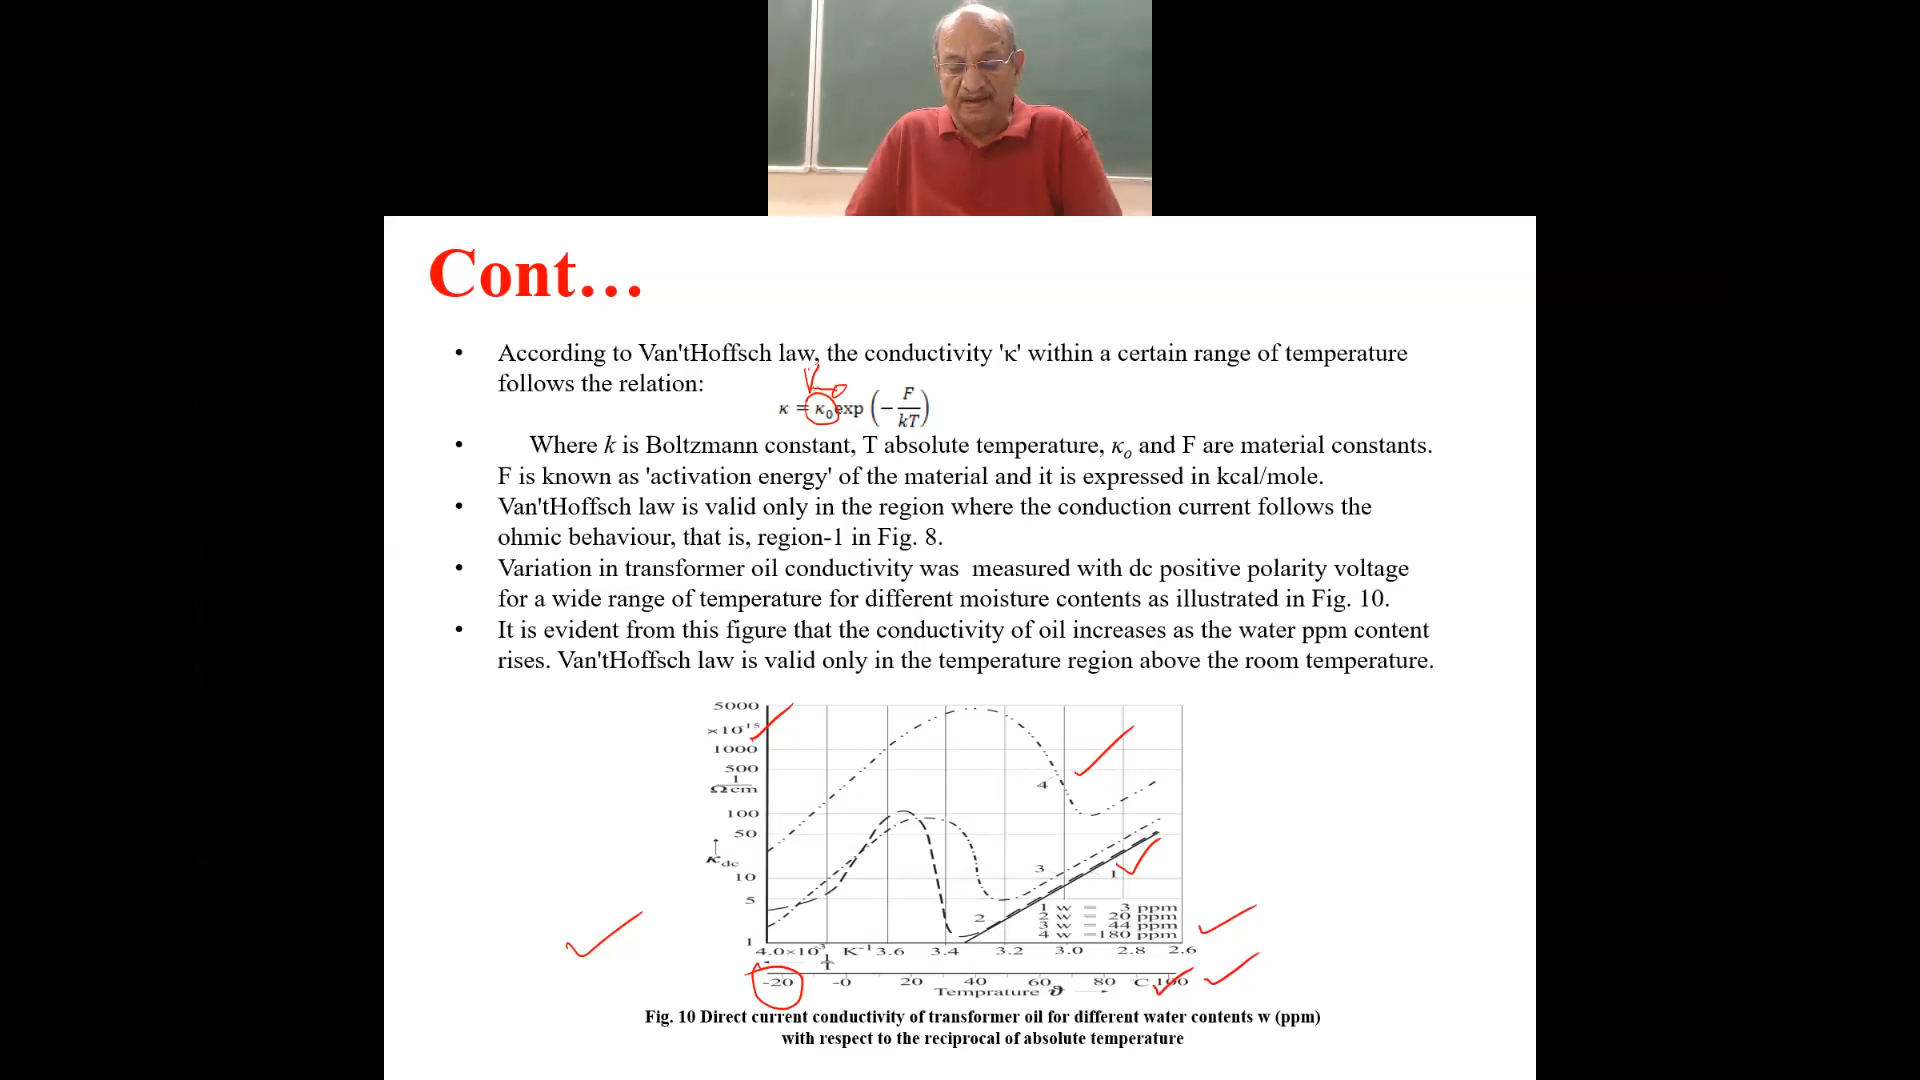 Cont...
• According to Van'tHoffsch law, the conductivity 'κ' within a certain range of temperature
follows the relation:
κ = κ₀exp (− F/kT)
• Where k is Boltzmann constant, T absolute temperature, κₒ and F are material constants.
F is known as 'activation energy' of the material and it is expressed in kcal/mole.
• Van'tHoffsch law is valid only in the region where the conduction current follows the
ohmic behaviour, that is, region-1 in Fig. 8.
• Variation in transformer oil conductivity was measured with dc positive polarity voltage
for a wide range of temperature for different moisture contents as illustrated in Fig. 10.
• It is evident from this figure that the conductivity of oil increases as the water ppm content
rises. Van'tHoffsch law is valid only in the temperature region above the room temperature.
5000
×10¹⁵
1000
500
1/Ωcm
100
50
κdc
10
5
1
4
3
1
2
1 w = 3 ppm
2 w = 20 ppm
3 w = 44 ppm
4 w =180 ppm
4.0×10³ K⁻¹ 3.6 3.4 3.2 3.0 2.8 2.6
1/T
-20 -0 20 40 60 80 °C 100
Temprature ϑ
Fig. 10 Direct current conductivity of transformer oil for different water contents w (ppm)
with respect to the reciprocal of absolute temperature